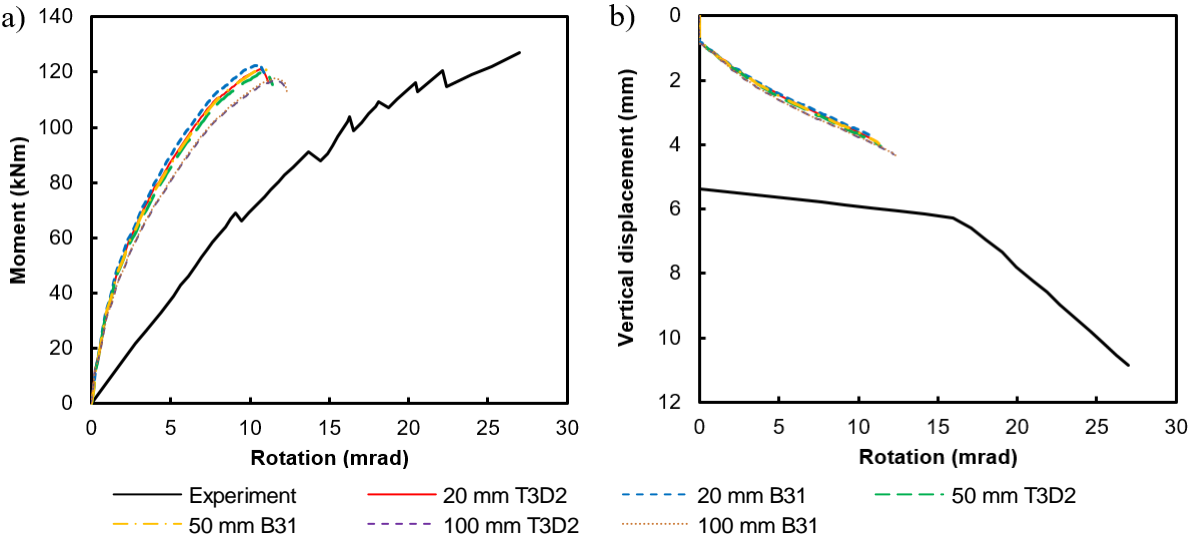 a)
140
120
100
80
60
40
20
0
Moment (kNm)
0 5 10 15 20 25 30
Rotation (mrad)
b)
0
2
4
6
8
10
12
Vertical displacement (mm)
0 5 10 15 20 25 30
Rotation (mrad)
Experiment 20 mm T3D2 20 mm B31 50 mm T3D2
50 mm B31 100 mm T3D2 100 mm B31